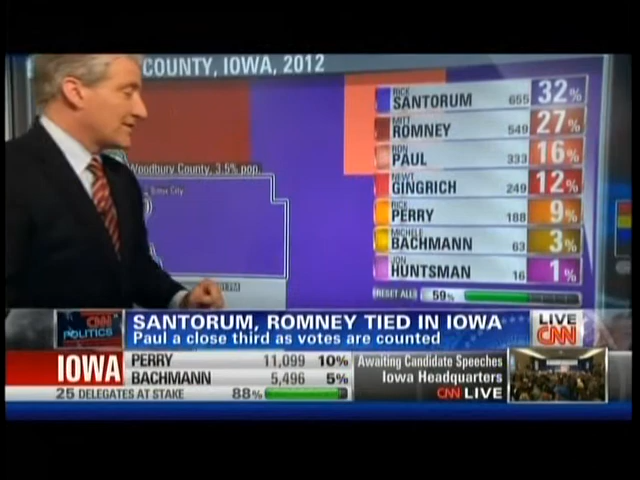 COUNTY, IOWA, 2012
RICK
SANTORUM 655 32%
MITT
ROMNEY 549 27%
RON
PAUL 333 16%
NEWT
GINGRICH 249 12%
RICK
PERRY 188 9%
MICHELE
BACHMANN 63 3%
JON
HUNTSMAN 16 1%
RESET ALL 59%
Woodbury County, 3.5% pop.
Sioux City
PM
CNN
POLITICS
SANTORUM, ROMNEY TIED IN IOWA
Paul a close third as votes are counted
LIVE
CNN
IOWA
PERRY 11,099 10%
BACHMANN 5,496 5%
25 DELEGATES AT STAKE 88%
Awaiting Candidate Speeches
Iowa Headquarters
CNN LIVE